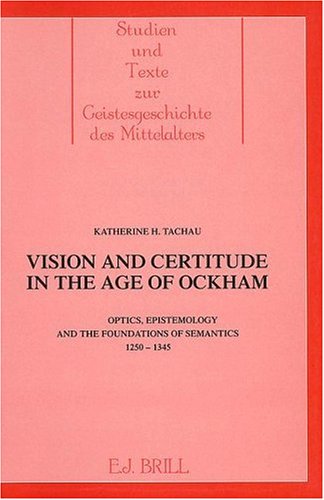 Studien
und
Texte
zur
Geistesgeschichte
des Mittelalters
KATHERINE H. TACHAU
VISION AND CERTITUDE
IN THE AGE OF OCKHAM
OPTICS, EPISTEMOLOGY
AND THE FOUNDATIONS OF SEMANTICS
1250 – 1345
E.J. BRILL